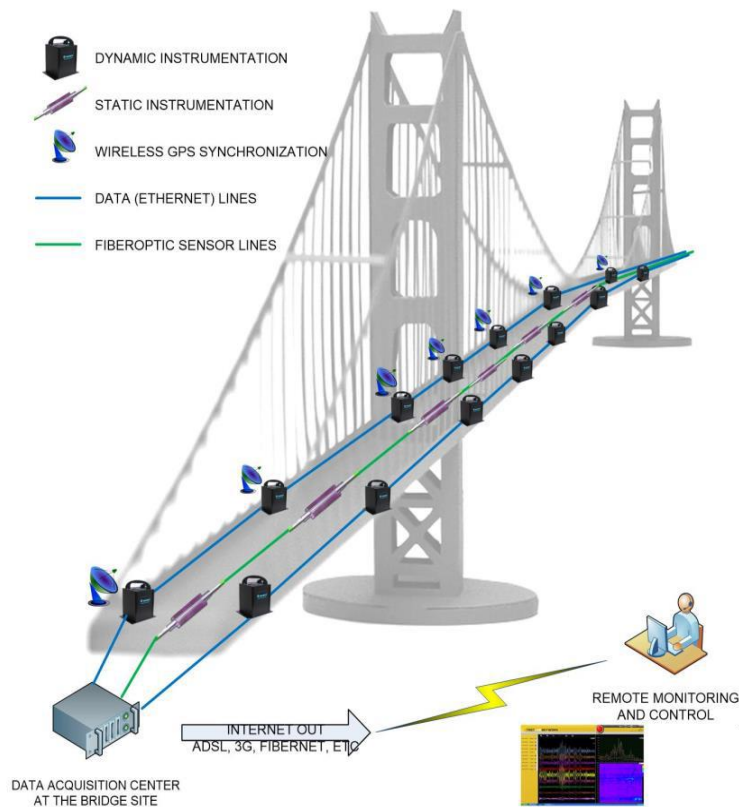 DYNAMIC INSTRUMENTATION
STATIC INSTRUMENTATION
WIRELESS GPS SYNCHRONIZATION
DATA (ETHERNET) LINES
FIBEROPTIC SENSOR LINES
REMOTE MONITORING
AND CONTROL
INTERNET OUT
ADSL, 3G, FIBERNET, ETC
DATA ACQUISITION CENTER
AT THE BRIDGE SITE